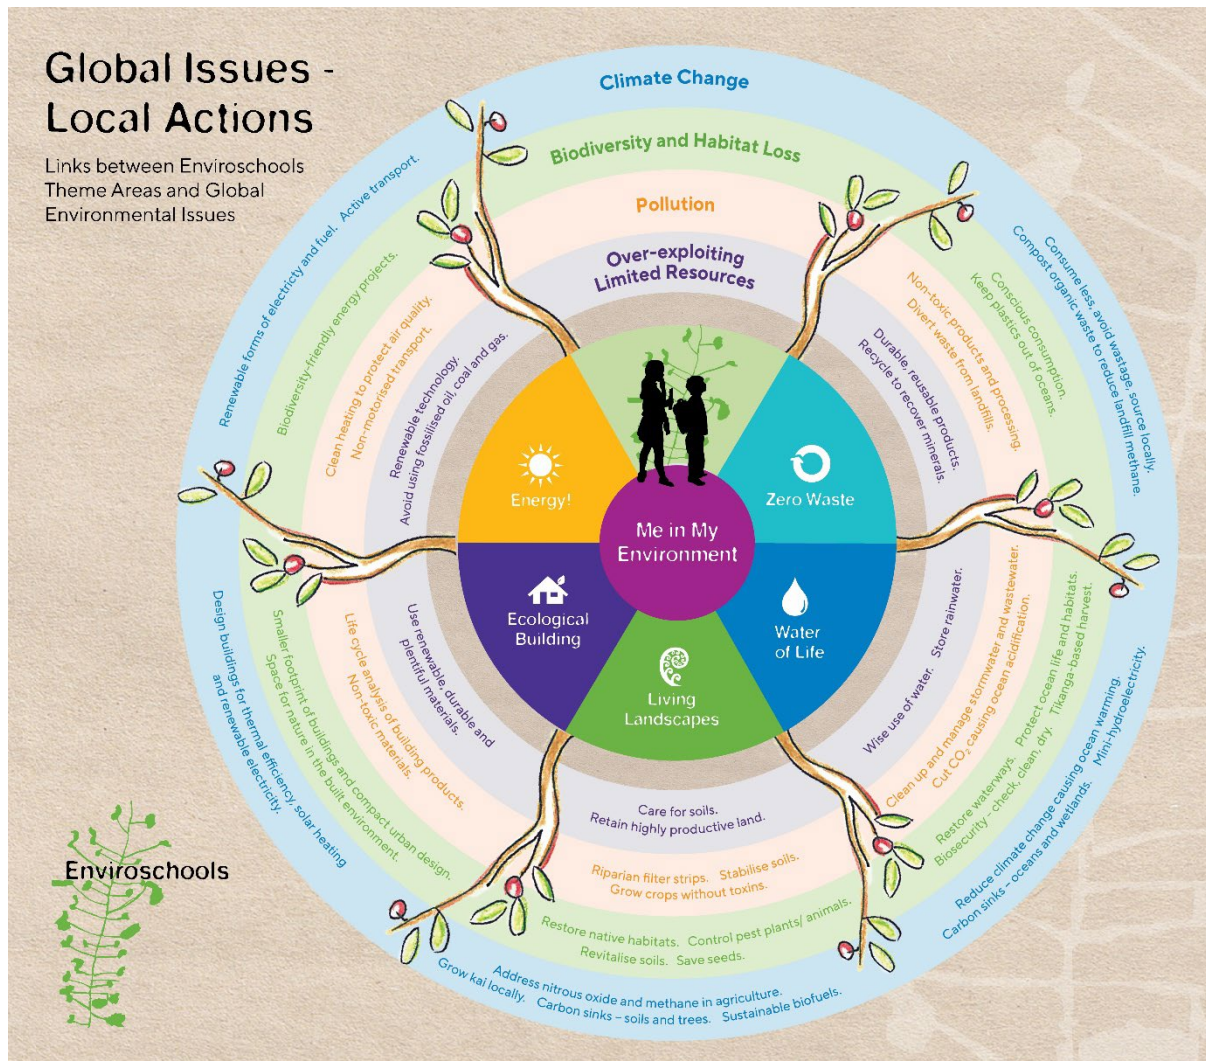 Global Issues -
Local Actions
Links between Enviroschools
Theme Areas and Global
Environmental Issues
Climate Change
Biodiversity and Habitat Loss
Pollution
Over-exploiting
Limited Resources
Renewable forms of electricty and fuel. Active transport.
Biodiversity-friendly energy projects.
Clean heating to protect air quality.
Non-motorised transport.
Renewable technology.
Avoid using fossilised oil, coal and gas.
Consume less, avoid wastage, source locally.
Compost organic waste to reduce landfill methane.
Conscious consumption.
Keep plastics out of oceans.
Non-toxic products and processing.
Divert waste from landfills.
Durable, reusable products.
Recycle to recover minerals.
Energy!
Zero Waste
Me in My
Environment
Ecological
Building
Water
of Life
Living
Landscapes
Wise use of water. Store rainwater.
Clean up and manage stormwater and wastewater.
Cut CO₂ causing ocean acidification.
Restore waterways. Protect ocean life and habitats.
Biosecurity - check, clean, dry. Tikanga-based harvest.
Reduce climate change causing ocean warming.
Carbon sinks – oceans and wetlands. Mini-hydroelectricity.
Use renewable, durable and
plentiful materials.
Life cycle analysis of building products.
Non-toxic materials.
Smaller footprint of buildings and compact urban design.
Space for nature in the built environment.
Design buildings for thermal efficiency, solar heating
and renewable electricity.
Care for soils.
Retain highly productive land.
Riparian filter strips. Stabilise soils.
Grow crops without toxins.
Restore native habitats. Control pest plants/ animals.
Revitalise soils. Save seeds.
Address nitrous oxide and methane in agriculture.
Grow kai locally. Carbon sinks – soils and trees. Sustainable biofuels.
Enviroschools